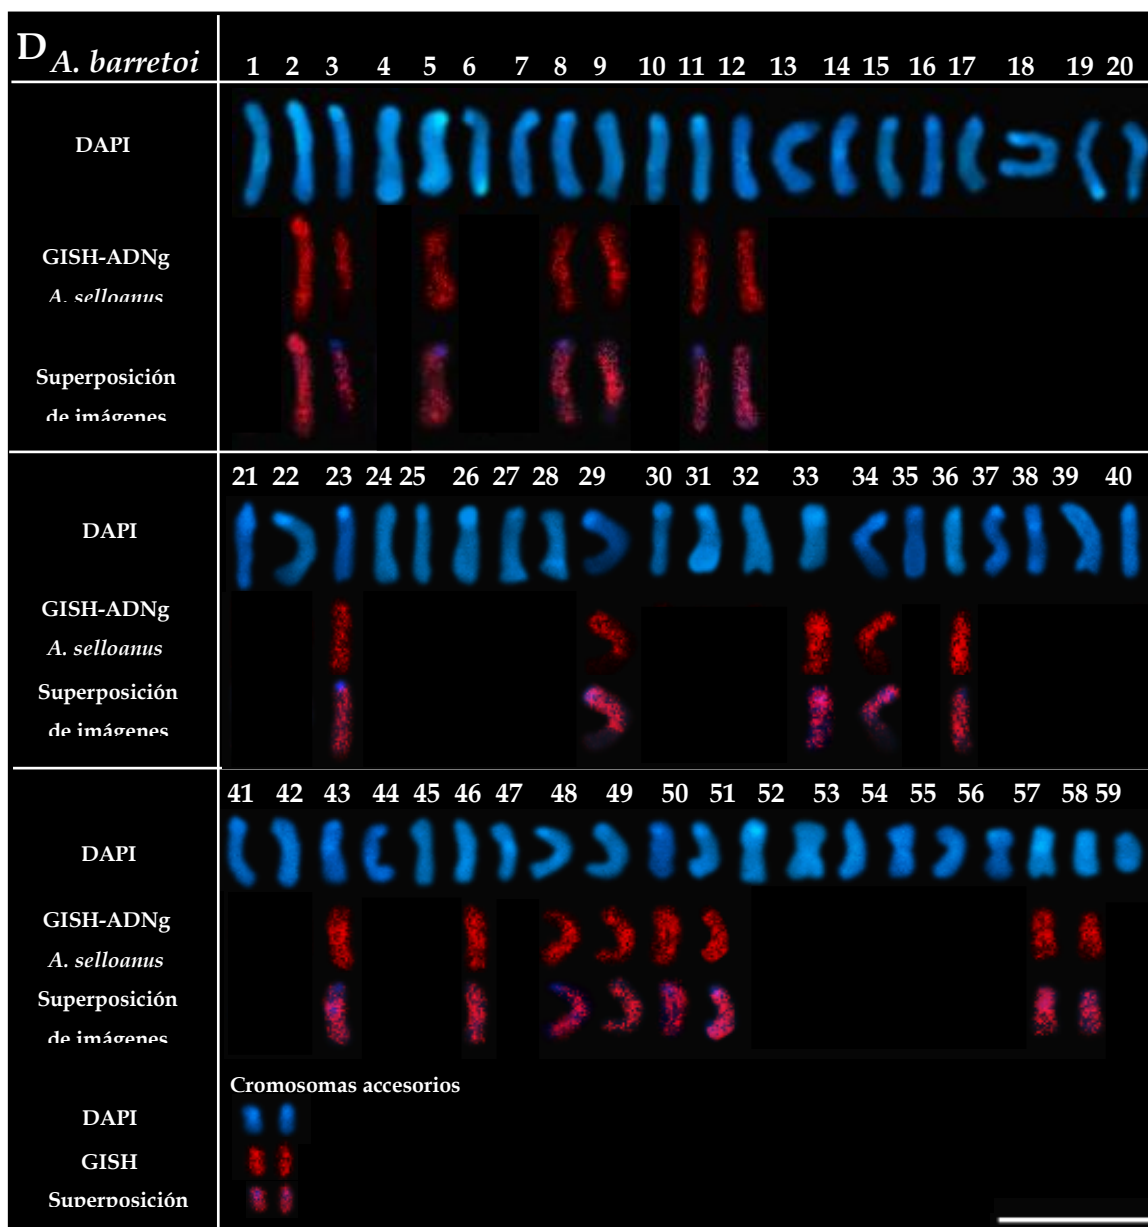 D A. barretoi 1 2 3 4 5 6 7 8 9 10 11 12 13 14 15 16 17 18 19 20
DAPI
GISH-ADNg
A. selloanus
Superposición
de imágenes
21 22 23 24 25 26 27 28 29 30 31 32 33 34 35 36 37 38 39 40
DAPI
GISH-ADNg
A. selloanus
Superposición
de imágenes
41 42 43 44 45 46 47 48 49 50 51 52 53 54 55 56 57 58 59
DAPI
GISH-ADNg
A. selloanus
Superposición
de imágenes
Cromosomas accesorios
DAPI
GISH
Superposición